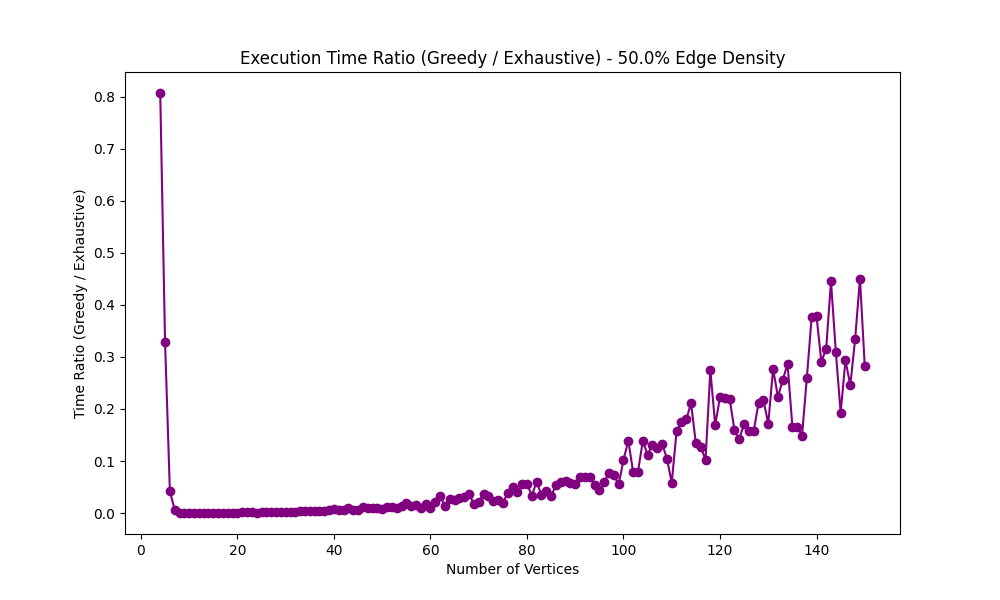 Execution Time Ratio (Greedy / Exhaustive) - 50.0% Edge Density
Time Ratio (Greedy / Exhaustive)
0.8
0.7
0.6
0.5
0.4
0.3
0.2
0.1
0.0
0 20 40 60 80 100 120 140
Number of Vertices